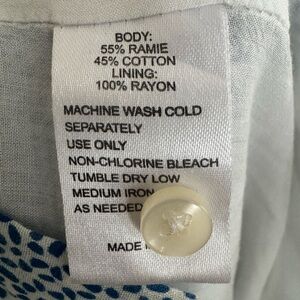 BODY:
55% RAMIE
45% COTTON
LINING:
100% RAYON
MACHINE WASH COLD
SEPARATELY
USE ONLY
NON-CHLORINE BLEACH
TUMBLE DRY LOW
MEDIUM IRON
AS NEEDED
MADE